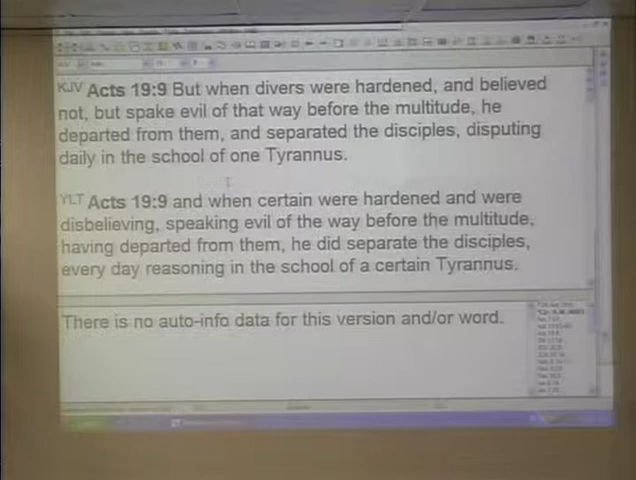 KJV Acts 19:9 But when divers were hardened, and believed
not, but spake evil of that way before the multitude, he
departed from them, and separated the disciples, disputing
daily in the school of one Tyrannus.
YLT Acts 19:9 and when certain were hardened and were
disbelieving, speaking evil of the way before the multitude,
having departed from them, he did separate the disciples,
every day reasoning in the school of a certain Tyrannus.
There is no auto-info data for this version and/or word.